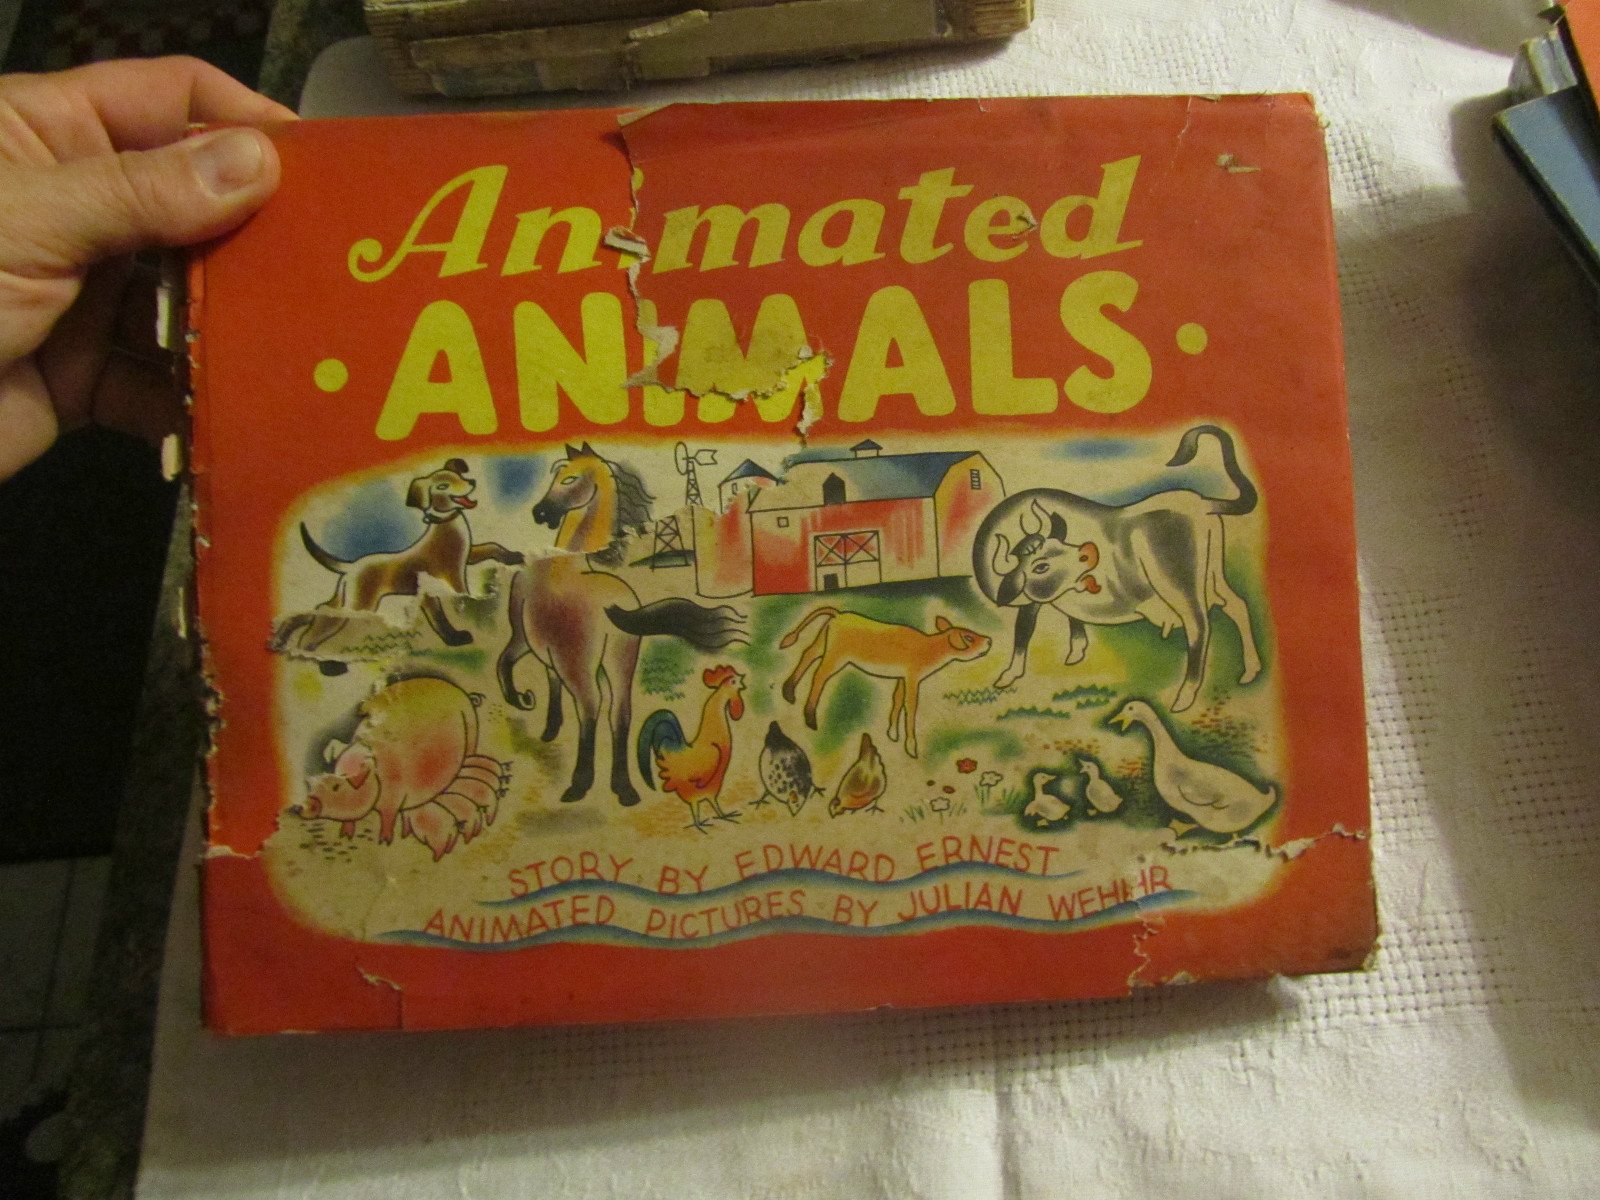 Animated
ANIMALS
STORY BY EDWARD ERNEST
ANIMATED PICTURES BY JULIAN WEHR